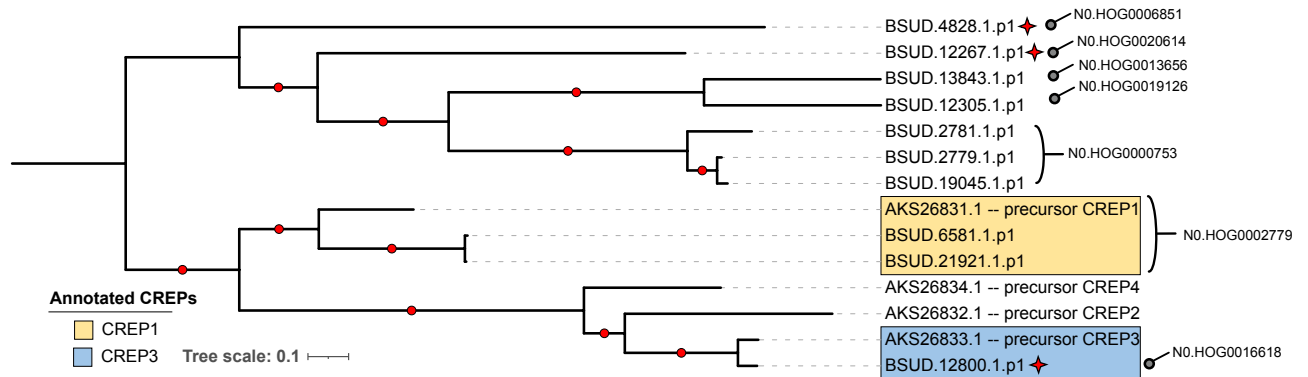 BSUD.4828.1.p1 N0.HOG0006851
BSUD.12267.1.p1 N0.HOG0020614
BSUD.13843.1.p1 N0.HOG0013656
BSUD.12305.1.p1 N0.HOG0019126
BSUD.2781.1.p1
BSUD.2779.1.p1 N0.HOG0000753
BSUD.19045.1.p1
AKS26831.1 -- precursor CREP1
BSUD.6581.1.p1 N0.HOG0002779
BSUD.21921.1.p1
AKS26834.1 -- precursor CREP4
AKS26832.1 -- precursor CREP2
AKS26833.1 -- precursor CREP3
BSUD.12800.1.p1 N0.HOG0016618
Annotated CREPs
CREP1
CREP3
Tree scale: 0.1